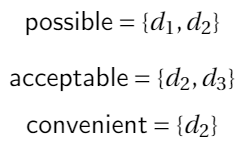 possible = {d₁, d₂}
acceptable = {d₂, d₃}
convenient = {d₂}